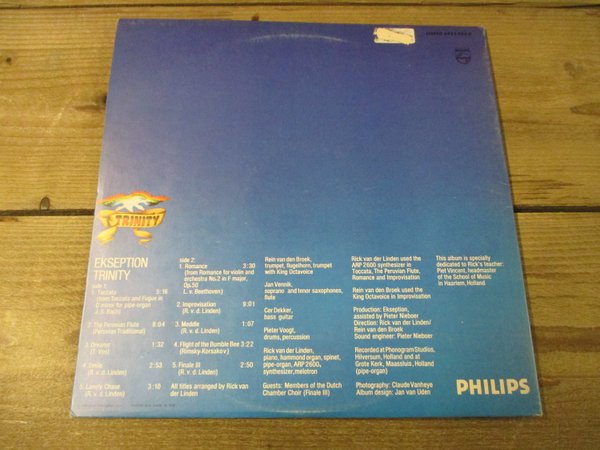 STEREO
PHILIPS
TRINITY
EKSEPTION
TRINITY
side 1:
1. Toccata 3:16
(from Toccata and Fugue in
D minor for pipe-organ
J.S. Bach)
2. The Peruvian Flute 8:04
(Peruvian Traditional)
3. Dreams 1:32
4. Smile 2:53
(R. v. d. Linden)
5. Lonely Chase 3:10
(R. v. d. Linden)
side 2:
1. Romance 3:30
(from Romance for violin and
orchestra No.2 in F major,
Op.50
L. v. Beethoven)
2. Improvisation 9:01
(R. v. d. Linden)
3. Meddle 1:07
(R. v. d. Linden)
4. Flight of the Bumble Bee 3:22
(Rimsky-Korsakov)
5. Finale III 2:50
(R. v. d. Linden)
All titles arranged by Rick van
der Linden
Rein van den Broek,
trumpet, flugelhorn, trumpet
with King Octavoice
Jan Vennik,
soprano and tenor saxophones,
flute
Cor Dekker,
bass guitar
Pieter Voogt,
drums, percussion
Rick van der Linden,
piano, hammond organ, spinet,
pipe-organ, ARP 2600,
synthesizer, melotron
Guests: Members of the Dutch
Chamber Choir (Finale III)
Rick van der Linden used the
ARP 2600 synthesizer in
Toccata, The Peruvian Flute,
Romance and Improvisation
Rein van den Broek used the
King Octavoice in Improvisation
Production: Ekseption,
assisted by Pieter Nieboer
Direction: Rick van der Linden/
Rein van den Broek
Sound engineer: Pieter Nieboer
Recorded at Phonogram Studios,
Hilversum, Holland and at
Grote Kerk, Maassluis, Holland
(pipe-organ)
Photography: Claude Vanheye
Album design: Jan van Uden
This album is specially
dedicated to Rick's teacher:
Piet Vincent, headmaster
of the School of Music
in Haarlem, Holland
PHILIPS